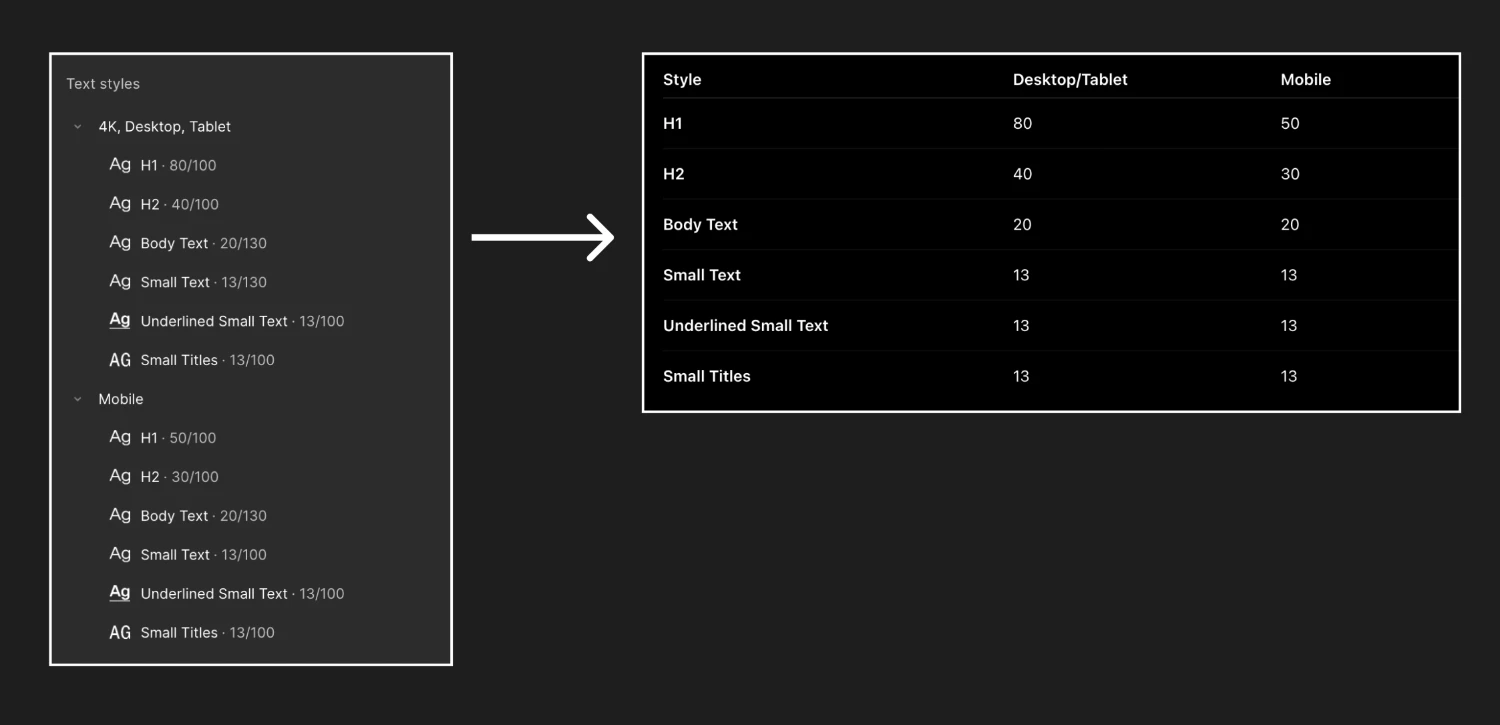 Text styles
4K, Desktop, Tablet
Ag H1 · 80/100
Ag H2 · 40/100
Ag Body Text · 20/130
Ag Small Text · 13/130
Ag Underlined Small Text · 13/100
AG Small Titles · 13/100
Mobile
Ag H1 · 50/100
Ag H2 · 30/100
Ag Body Text · 20/130
Ag Small Text · 13/100
Ag Underlined Small Text · 13/100
AG Small Titles · 13/100
Style Desktop/Tablet Mobile
H1 80 50
H2 40 30
Body Text 20 20
Small Text 13 13
Underlined Small Text 13 13
Small Titles 13 13